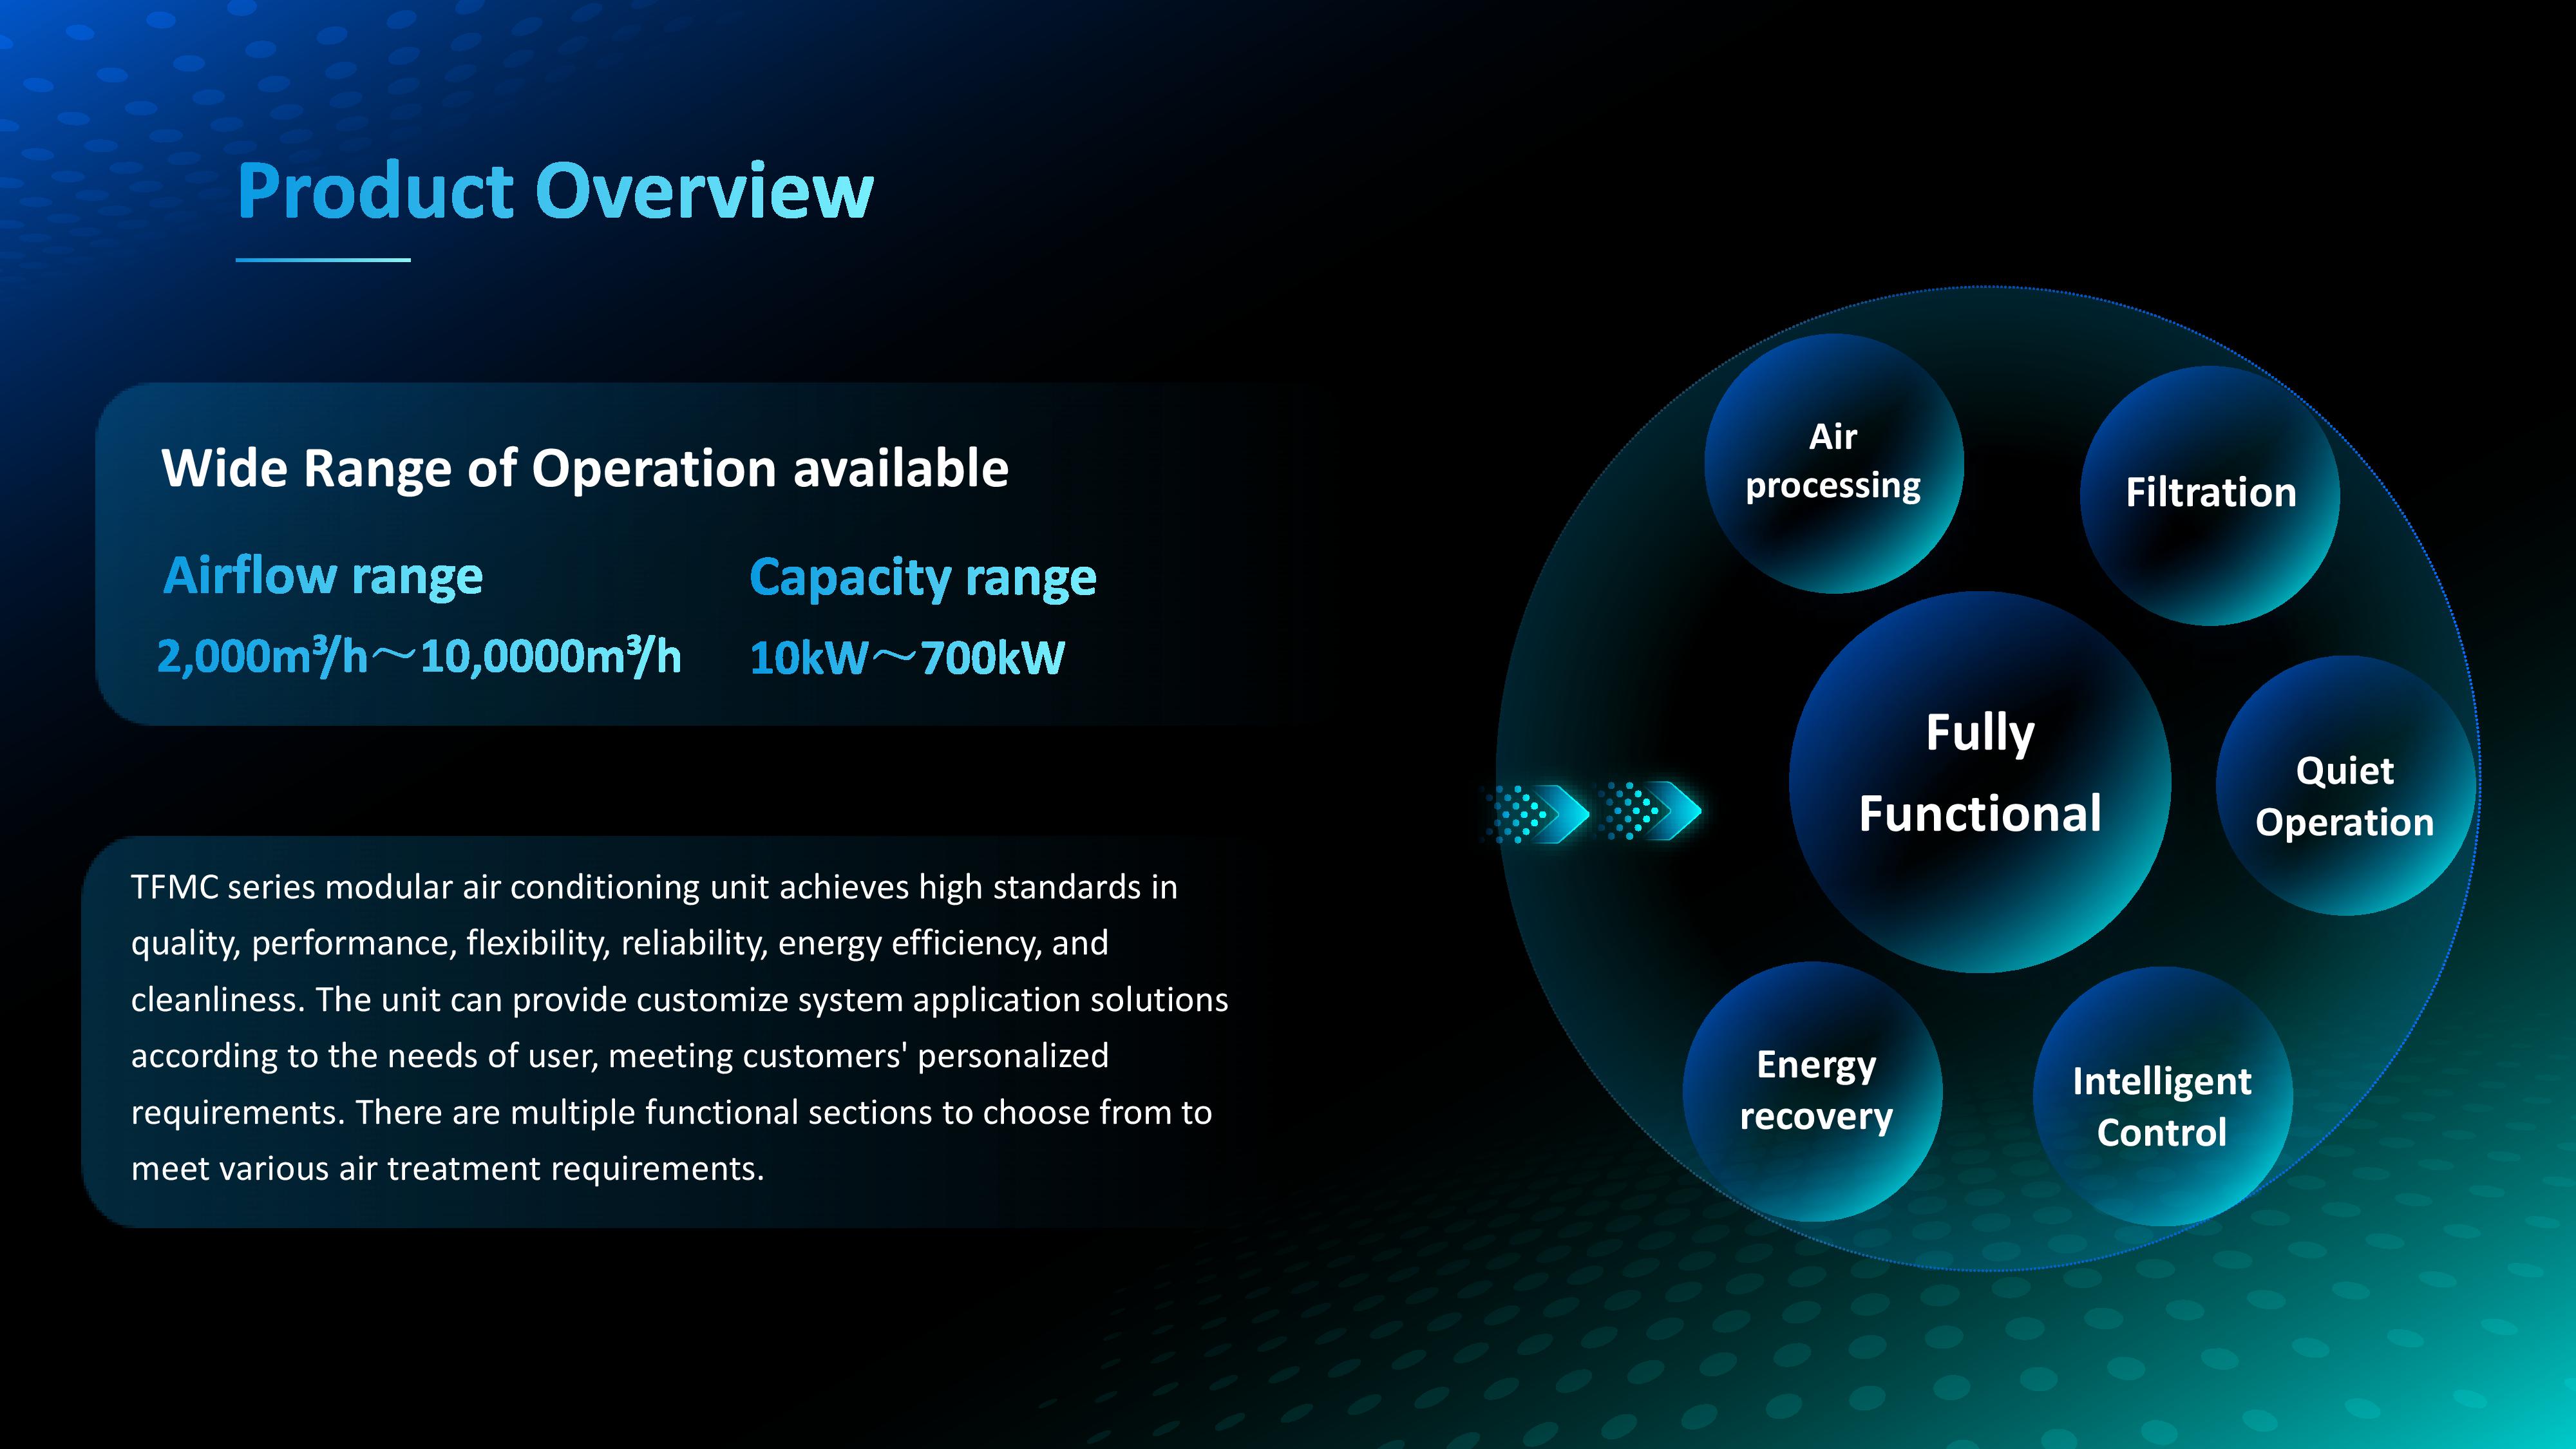 Product Overview
Wide Range of Operation available
Airflow range
2,000m³/h～10,0000m³/h
Capacity range
10kW～700kW
TFMC series modular air conditioning unit achieves high standards in
quality, performance, flexibility, reliability, energy efficiency, and
cleanliness. The unit can provide customize system application solutions
according to the needs of user, meeting customers' personalized
requirements. There are multiple functional sections to choose from to
meet various air treatment requirements.
Air
processing
Filtration
Fully
Functional
Quiet
Operation
Energy
recovery
Intelligent
Control